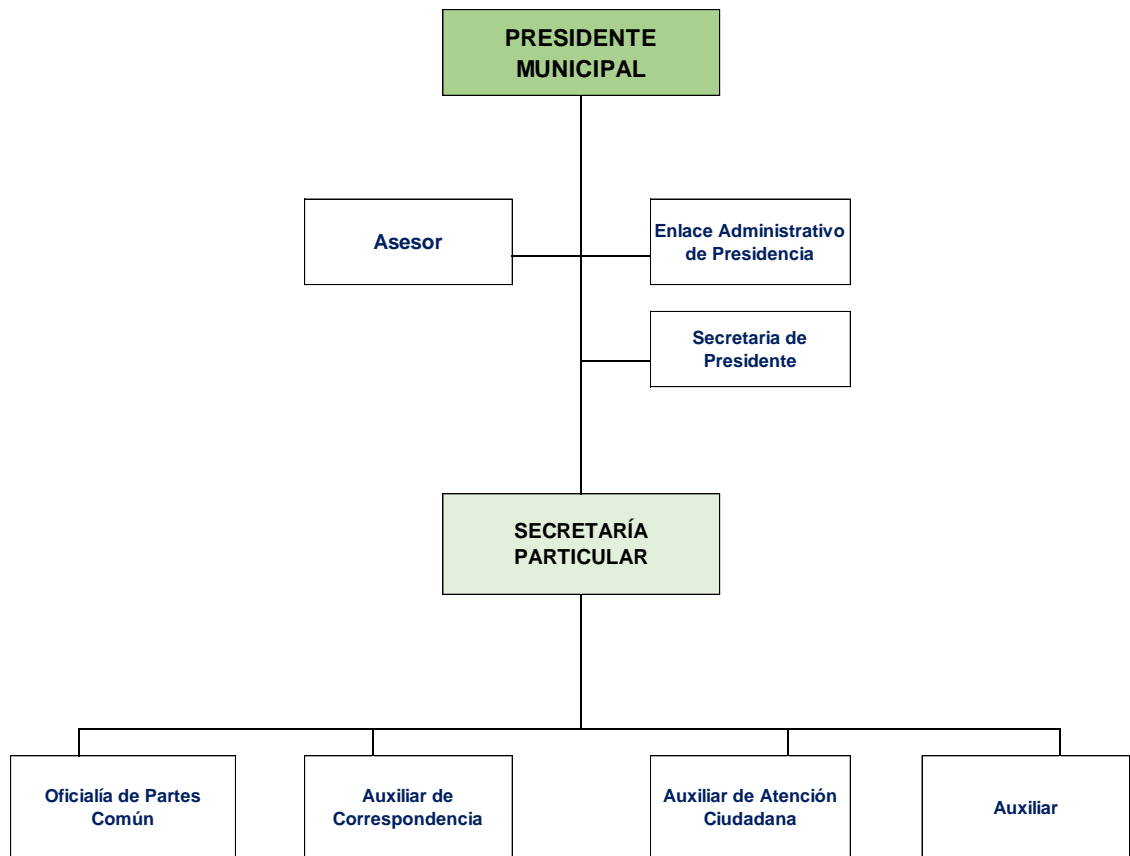 PRESIDENTE
MUNICIPAL
Asesor
Enlace Administrativo
de Presidencia
Secretaria de
Presidente
SECRETARÍA
PARTICULAR
Oficialía de Partes
Común
Auxiliar de
Correspondencia
Auxiliar de Atención
Ciudadana
Auxiliar